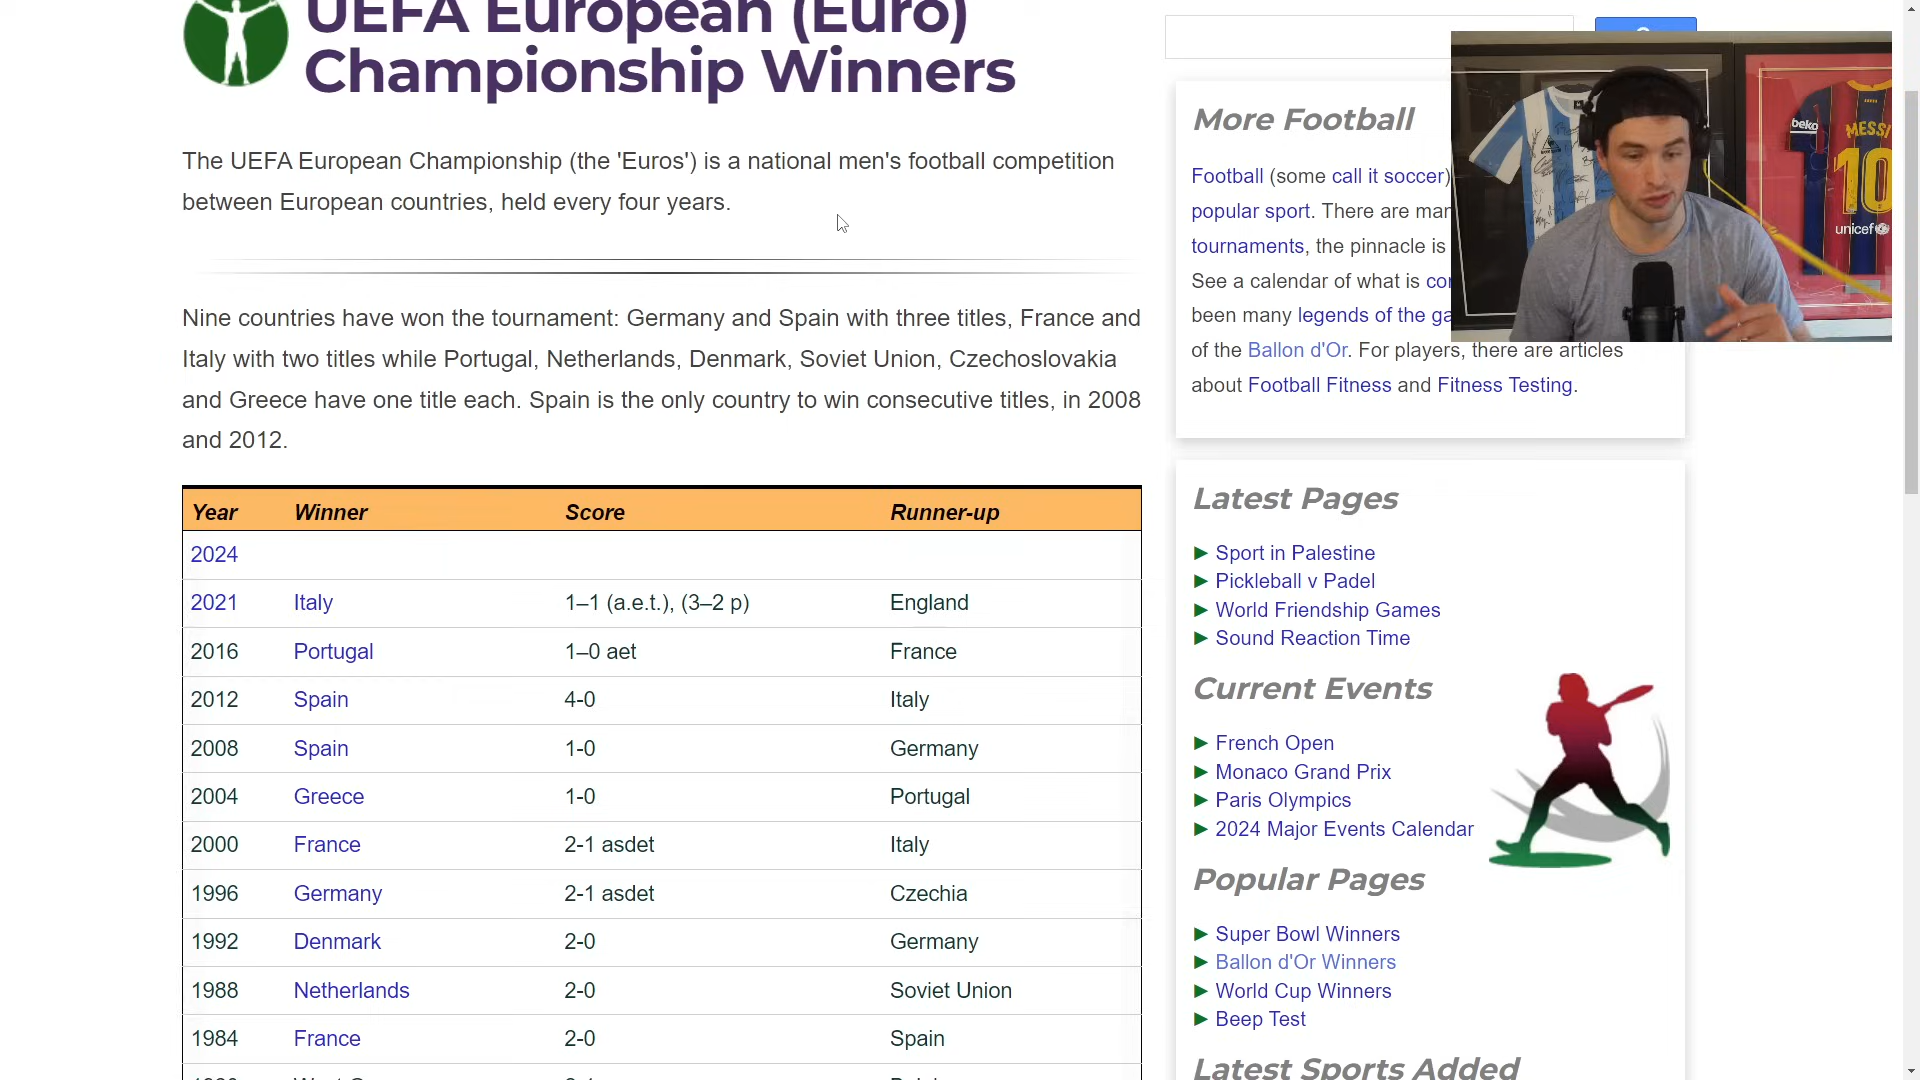 UEFA European (Euro)
Championship Winners
The UEFA European Championship (the 'Euros') is a national men's football competition
between European countries, held every four years.
Nine countries have won the tournament: Germany and Spain with three titles, France and
Italy with two titles while Portugal, Netherlands, Denmark, Soviet Union, Czechoslovakia
and Greece have one title each. Spain is the only country to win consecutive titles, in 2008
and 2012.
Year Winner Score Runner-up
2024
2021 Italy 1–1 (a.e.t.), (3–2 p) England
2016 Portugal 1–0 aet France
2012 Spain 4-0 Italy
2008 Spain 1-0 Germany
2004 Greece 1-0 Portugal
2000 France 2-1 asdet Italy
1996 Germany 2-1 asdet Czechia
1992 Denmark 2-0 Germany
1988 Netherlands 2-0 Soviet Union
1984 France 2-0 Spain
More Football
Football (some call it soccer)
popular sport. There are
tournaments, the pinnacle is
See a calendar of what is
been many legends of the
of the Ballon d'Or. For players, there are articles
about Football Fitness and Fitness Testing.
beko
MESSI
10
unicef
Latest Pages
► Sport in Palestine
► Pickleball v Padel
► World Friendship Games
► Sound Reaction Time
Current Events
► French Open
► Monaco Grand Prix
► Paris Olympics
► 2024 Major Events Calendar
Popular Pages
► Super Bowl Winners
► Ballon d'Or Winners
► World Cup Winners
► Beep Test
Latest Sports Added